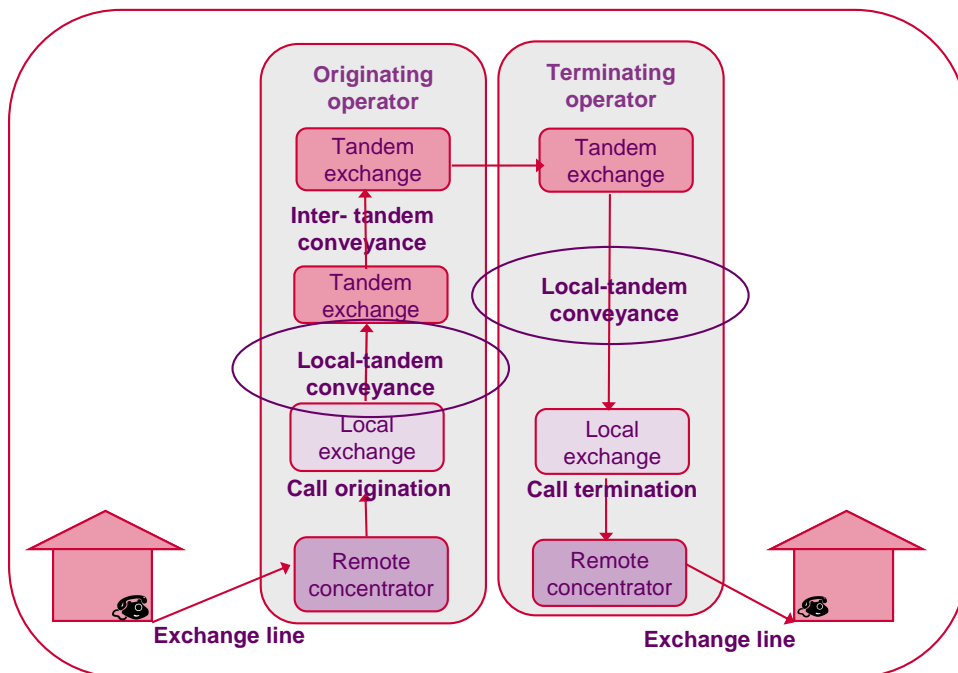 Originating
operator
Terminating
operator
Tandem
exchange
Tandem
exchange
Inter- tandem
conveyance
Tandem
exchange
Local-tandem
conveyance
Local-tandem
conveyance
Local
exchange
Local
exchange
Call origination
Call termination
Remote
concentrator
Remote
concentrator
Exchange line
Exchange line